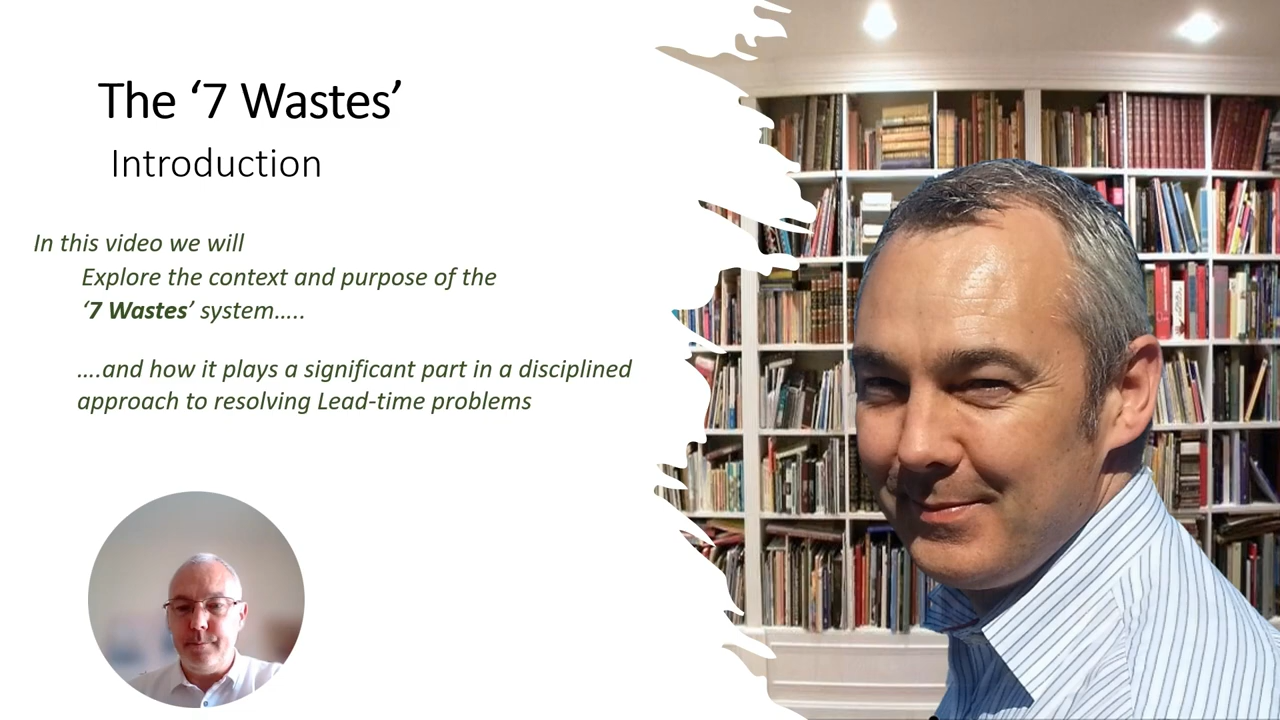 The ‘7 Wastes’
Introduction
In this video we will
Explore the context and purpose of the
‘7 Wastes’ system…..
….and how it plays a significant part in a disciplined
approach to resolving Lead-time problems